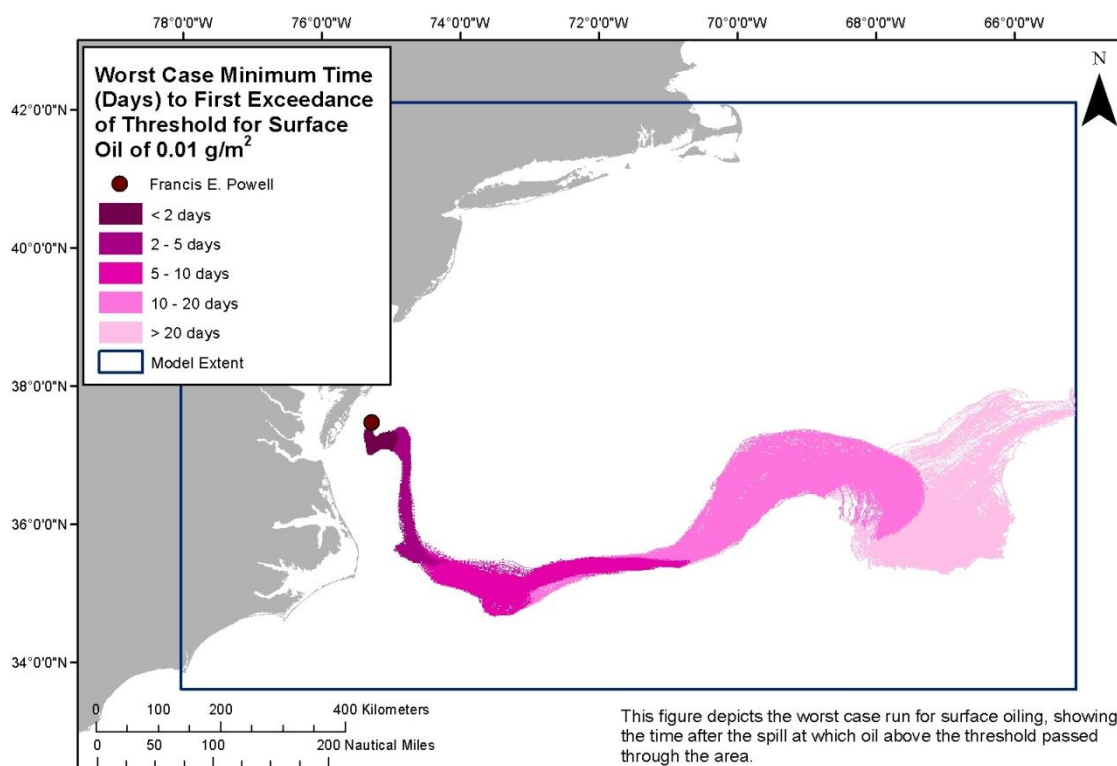 78°0'0"W 76°0'0"W 74°0'0"W 72°0'0"W 70°0'0"W 68°0'0"W 66°0'0"W
N
Worst Case Minimum Time
(Days) to First Exceedance
of Threshold for Surface
Oil of 0.01 g/m²
Francis E. Powell
< 2 days
2 - 5 days
5 - 10 days
10 - 20 days
> 20 days
Model Extent
42°0'0"N
40°0'0"N
38°0'0"N
36°0'0"N
34°0'0"N
0 100 200 400 Kilometers
0 50 100 200 Nautical Miles
This figure depicts the worst case run for surface oiling, showing
the time after the spill at which oil above the threshold passed
through the area.